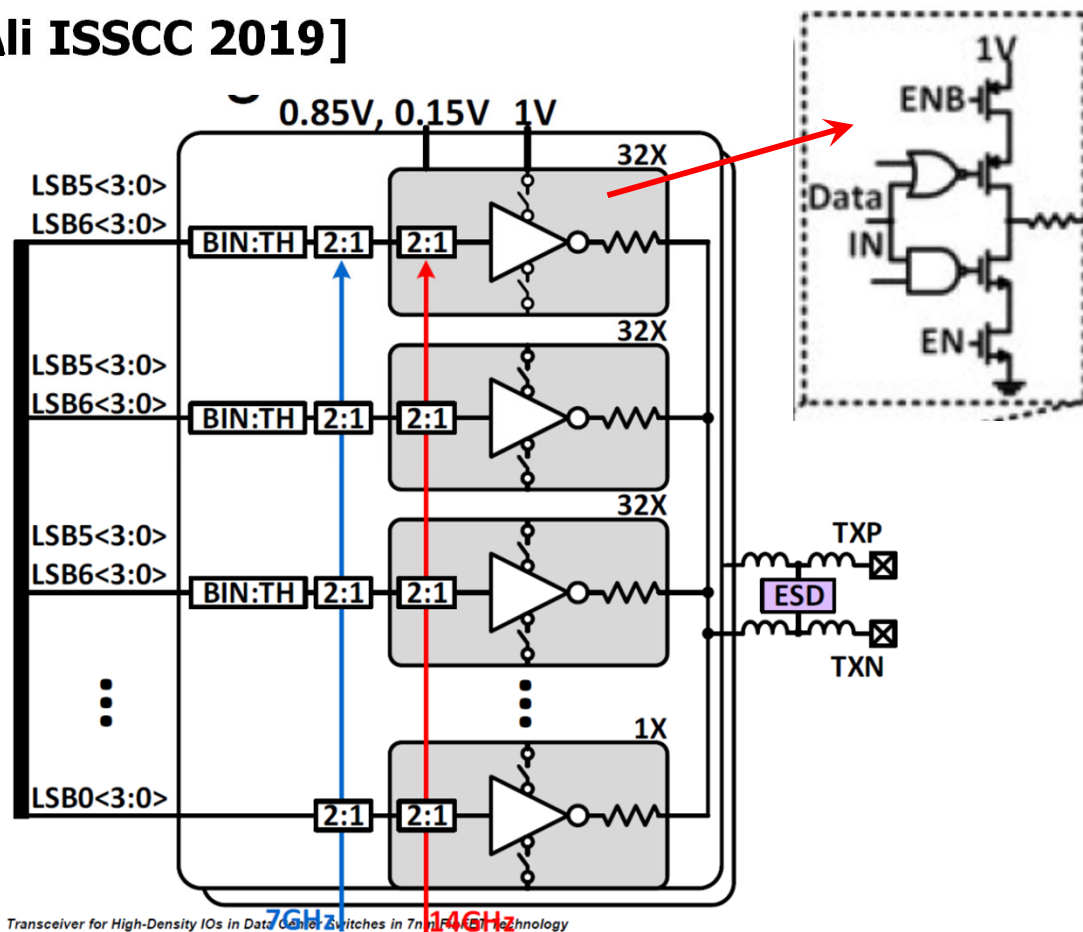 Ali ISSCC 2019]
1V
ENB
Data
IN
EN
0.85V, 0.15V 1V
32X
LSB5<3:0>
LSB6<3:0>
BIN:TH 2:1 2:1
32X
LSB5<3:0>
LSB6<3:0>
BIN:TH 2:1 2:1
32X
LSB5<3:0>
LSB6<3:0>
BIN:TH 2:1 2:1
TXP
ESD
TXN
1X
LSB0<3:0>
2:1 2:1
7GHz 14GHz
Transceiver for High-Density IOs in Data Center Switches in 7nm FinFET Technology